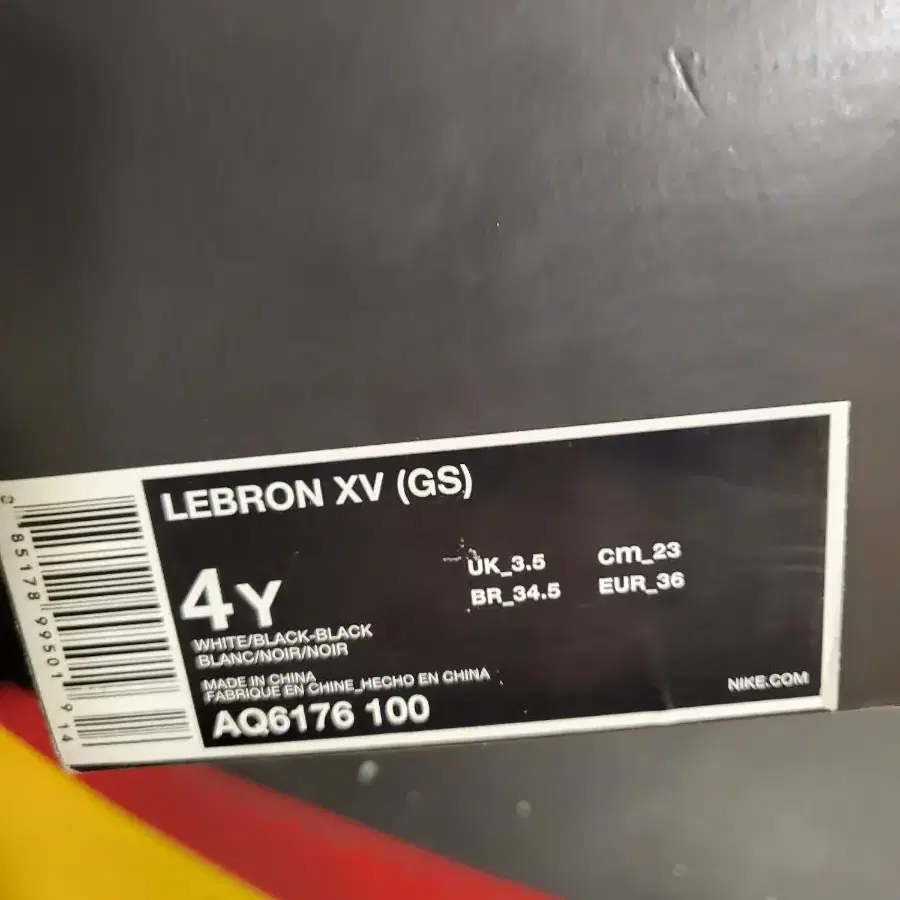 LEBRON XV (GS)
4Y
UK_3.5
cm_23
BR_34.5
EUR_36
WHITE/BLACK-BLACK
BLANC/NOIR/NOIR
MADE IN CHINA
FABRIQUE EN CHINE_HECHO EN CHINA
AQ6176 100
NIKE.COM
85178 99501